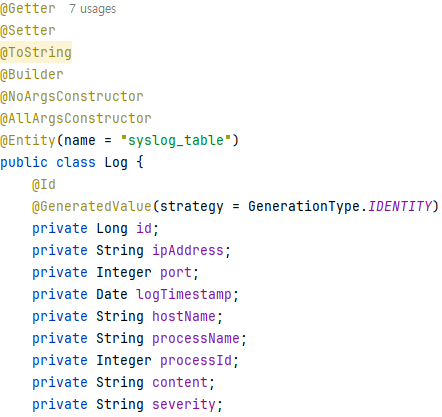 @Getter 7 usages
@Setter
@ToString
@Builder
@NoArgsConstructor
@AllArgsConstructor
@Entity(name = "syslog_table")
public class Log {
    @Id
    @GeneratedValue(strategy = GenerationType.IDENTITY)
    private Long id;
    private String ipAddress;
    private Integer port;
    private Date logTimestamp;
    private String hostName;
    private String processName;
    private Integer processId;
    private String content;
    private String severity;